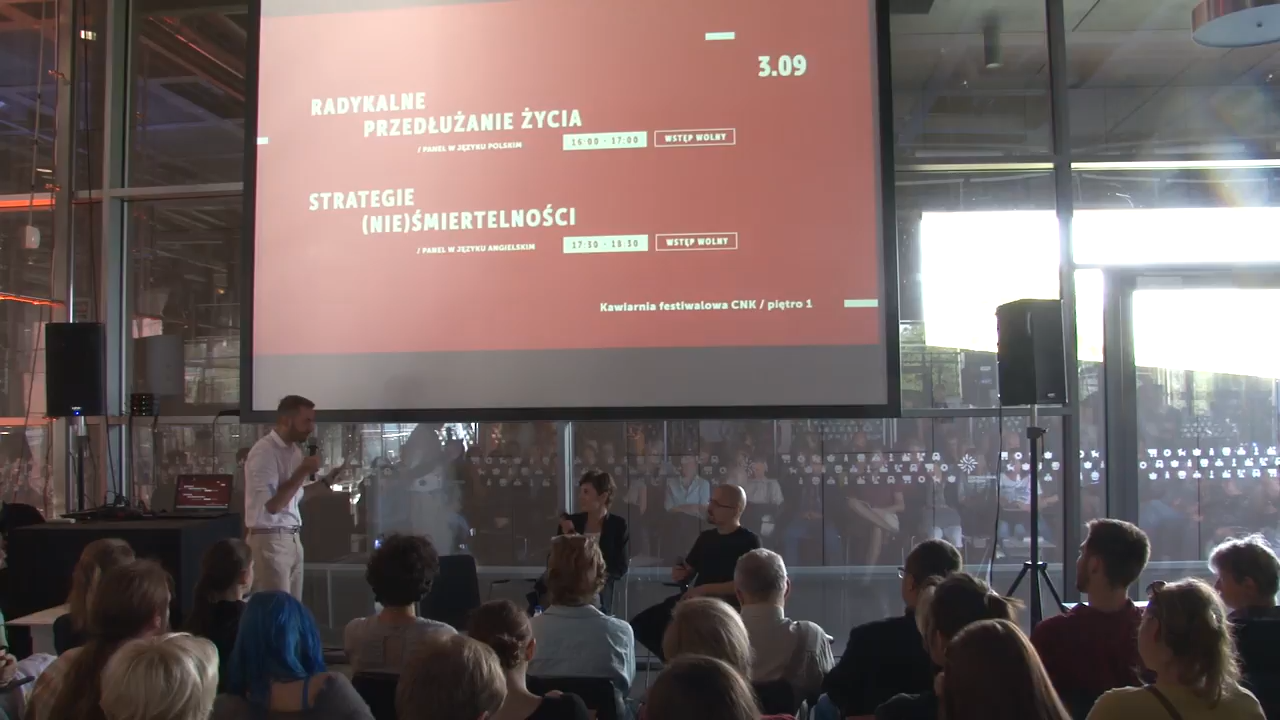 3.09
RADYKALNE
PRZEDŁUŻANIE ŻYCIA
/ PANEL W JĘZYKU POLSKIM
16:00 - 17:00
WSTĘP WOLNY
STRATEGIE
(NIE)ŚMIERTELNOŚCI
/ PANEL W JĘZYKU ANGIELSKIM
17:30 - 18:30
WSTĘP WOLNY
Kawiarnia festiwalowa CNK / piętro 1